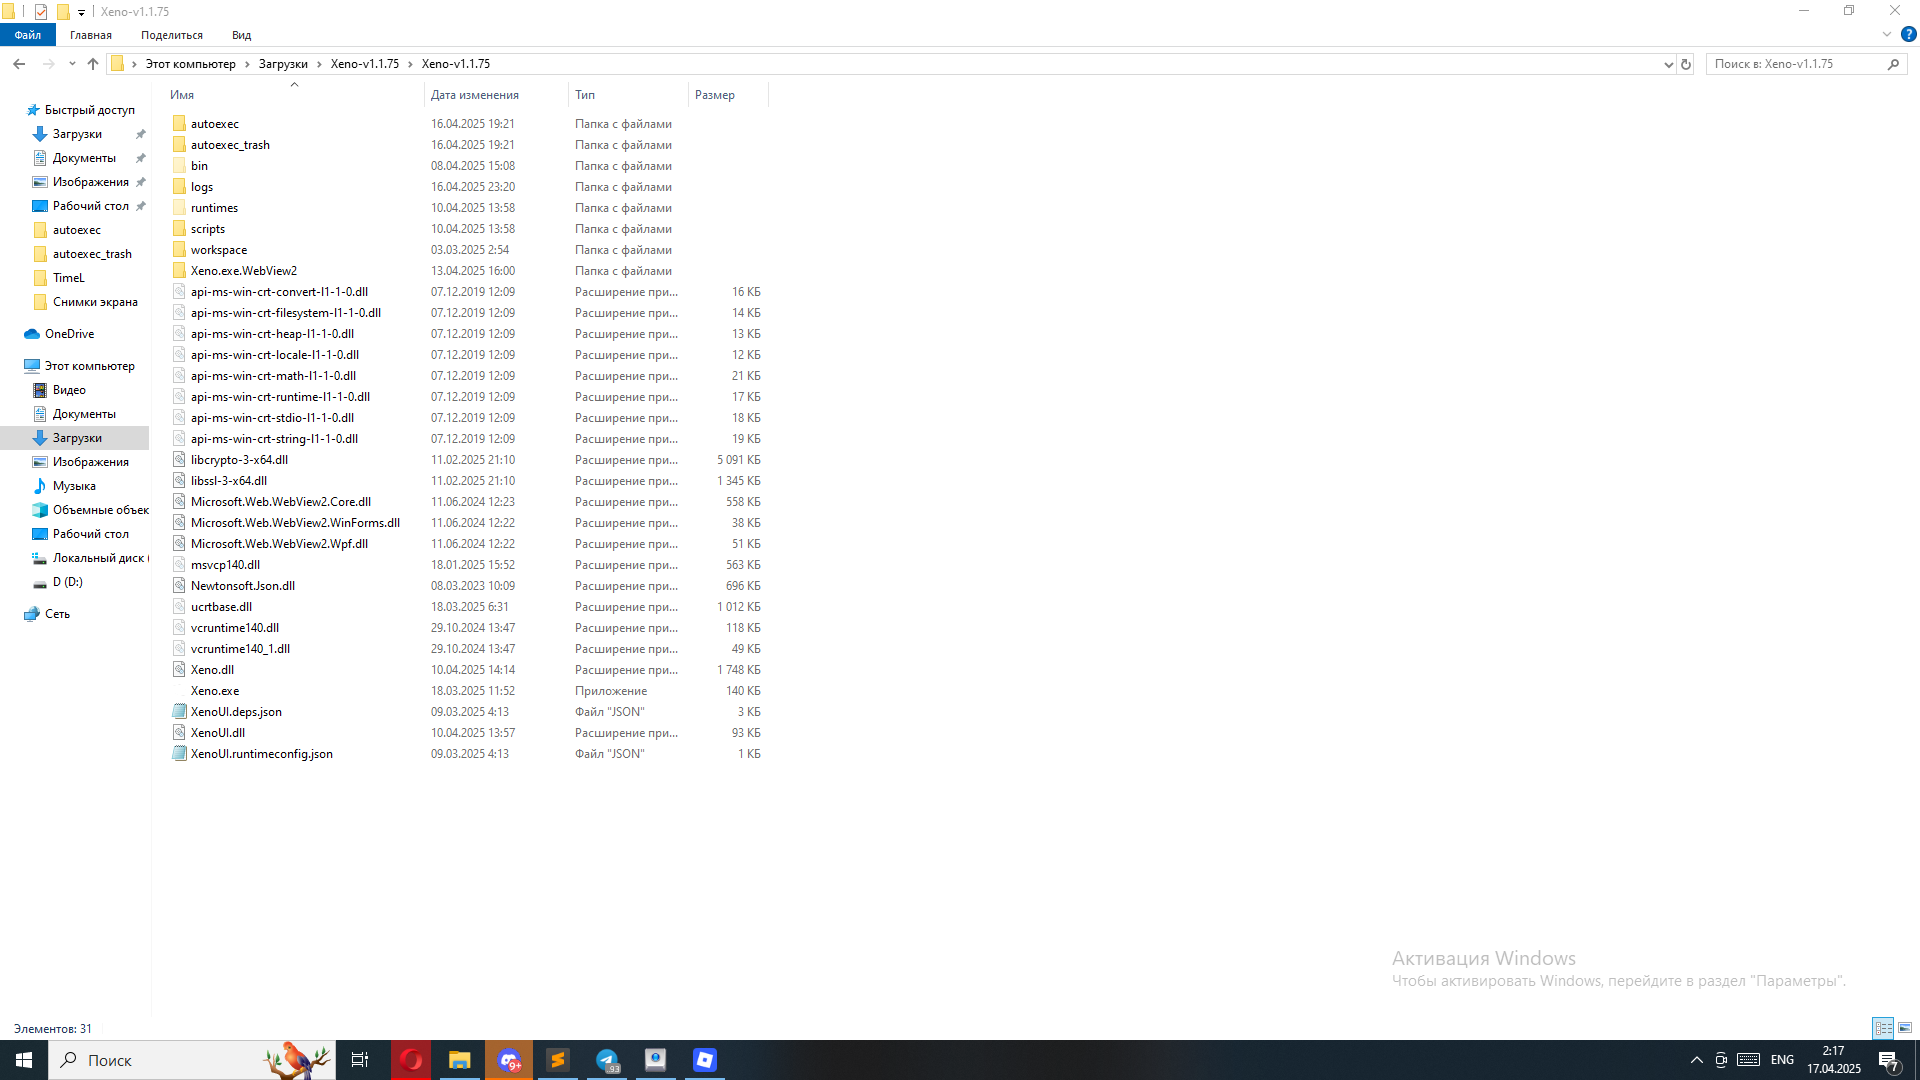 Xeno-v1.1.75
Файл Главная Поделиться Вид
Этот компьютер Загрузки Xeno-v1.1.75 Xeno-v1.1.75
Поиск в: Xeno-v1.1.75
Быстрый доступ
Загрузки
Документы
Изображения
Рабочий стол
autoexec
autoexec_trash
TimeL
Снимки экрана
OneDrive
Этот компьютер
Видео
Документы
Загрузки
Изображения
Музыка
Объемные объек
Рабочий стол
Локальный диск (
D (D:)
Сеть
Имя Дата изменения Тип Размер
autoexec 16.04.2025 19:21 Папка с файлами
autoexec_trash 16.04.2025 19:21 Папка с файлами
bin 08.04.2025 15:08 Папка с файлами
logs 16.04.2025 23:20 Папка с файлами
runtimes 10.04.2025 13:58 Папка с файлами
scripts 10.04.2025 13:58 Папка с файлами
workspace 03.03.2025 2:54 Папка с файлами
Xeno.exe.WebView2 13.04.2025 16:00 Папка с файлами
api-ms-win-crt-convert-l1-1-0.dll 07.12.2019 12:09 Расширение при... 16 КБ
api-ms-win-crt-filesystem-l1-1-0.dll 07.12.2019 12:09 Расширение при... 14 КБ
api-ms-win-crt-heap-l1-1-0.dll 07.12.2019 12:09 Расширение при... 13 КБ
api-ms-win-crt-locale-l1-1-0.dll 07.12.2019 12:09 Расширение при... 12 КБ
api-ms-win-crt-math-l1-1-0.dll 07.12.2019 12:09 Расширение при... 21 КБ
api-ms-win-crt-runtime-l1-1-0.dll 07.12.2019 12:09 Расширение при... 17 КБ
api-ms-win-crt-stdio-l1-1-0.dll 07.12.2019 12:09 Расширение при... 18 КБ
api-ms-win-crt-string-l1-1-0.dll 07.12.2019 12:09 Расширение при... 19 КБ
libcrypto-3-x64.dll 11.02.2025 21:10 Расширение при... 5 091 КБ
libssl-3-x64.dll 11.02.2025 21:10 Расширение при... 1 345 КБ
Microsoft.Web.WebView2.Core.dll 11.06.2024 12:23 Расширение при... 558 КБ
Microsoft.Web.WebView2.WinForms.dll 11.06.2024 12:22 Расширение при... 38 КБ
Microsoft.Web.WebView2.Wpf.dll 11.06.2024 12:22 Расширение при... 51 КБ
msvcp140.dll 18.01.2025 15:52 Расширение при... 563 КБ
Newtonsoft.Json.dll 08.03.2023 10:09 Расширение при... 696 КБ
ucrtbase.dll 18.03.2025 6:31 Расширение при... 1 012 КБ
vcruntime140.dll 29.10.2024 13:47 Расширение при... 118 КБ
vcruntime140_1.dll 29.10.2024 13:47 Расширение при... 49 КБ
Xeno.dll 10.04.2025 14:14 Расширение при... 1 748 КБ
Xeno.exe 18.03.2025 11:52 Приложение 140 КБ
XenoUI.deps.json 09.03.2025 4:13 Файл "JSON" 3 КБ
XenoUI.dll 10.04.2025 13:57 Расширение при... 93 КБ
XenoUI.runtimeconfig.json 09.03.2025 4:13 Файл "JSON" 1 КБ
Активация Windows
Чтобы активировать Windows, перейдите в раздел "Параметры".
Элементов: 31
Поиск
9+
93
ENG
2:17
17.04.2025
7